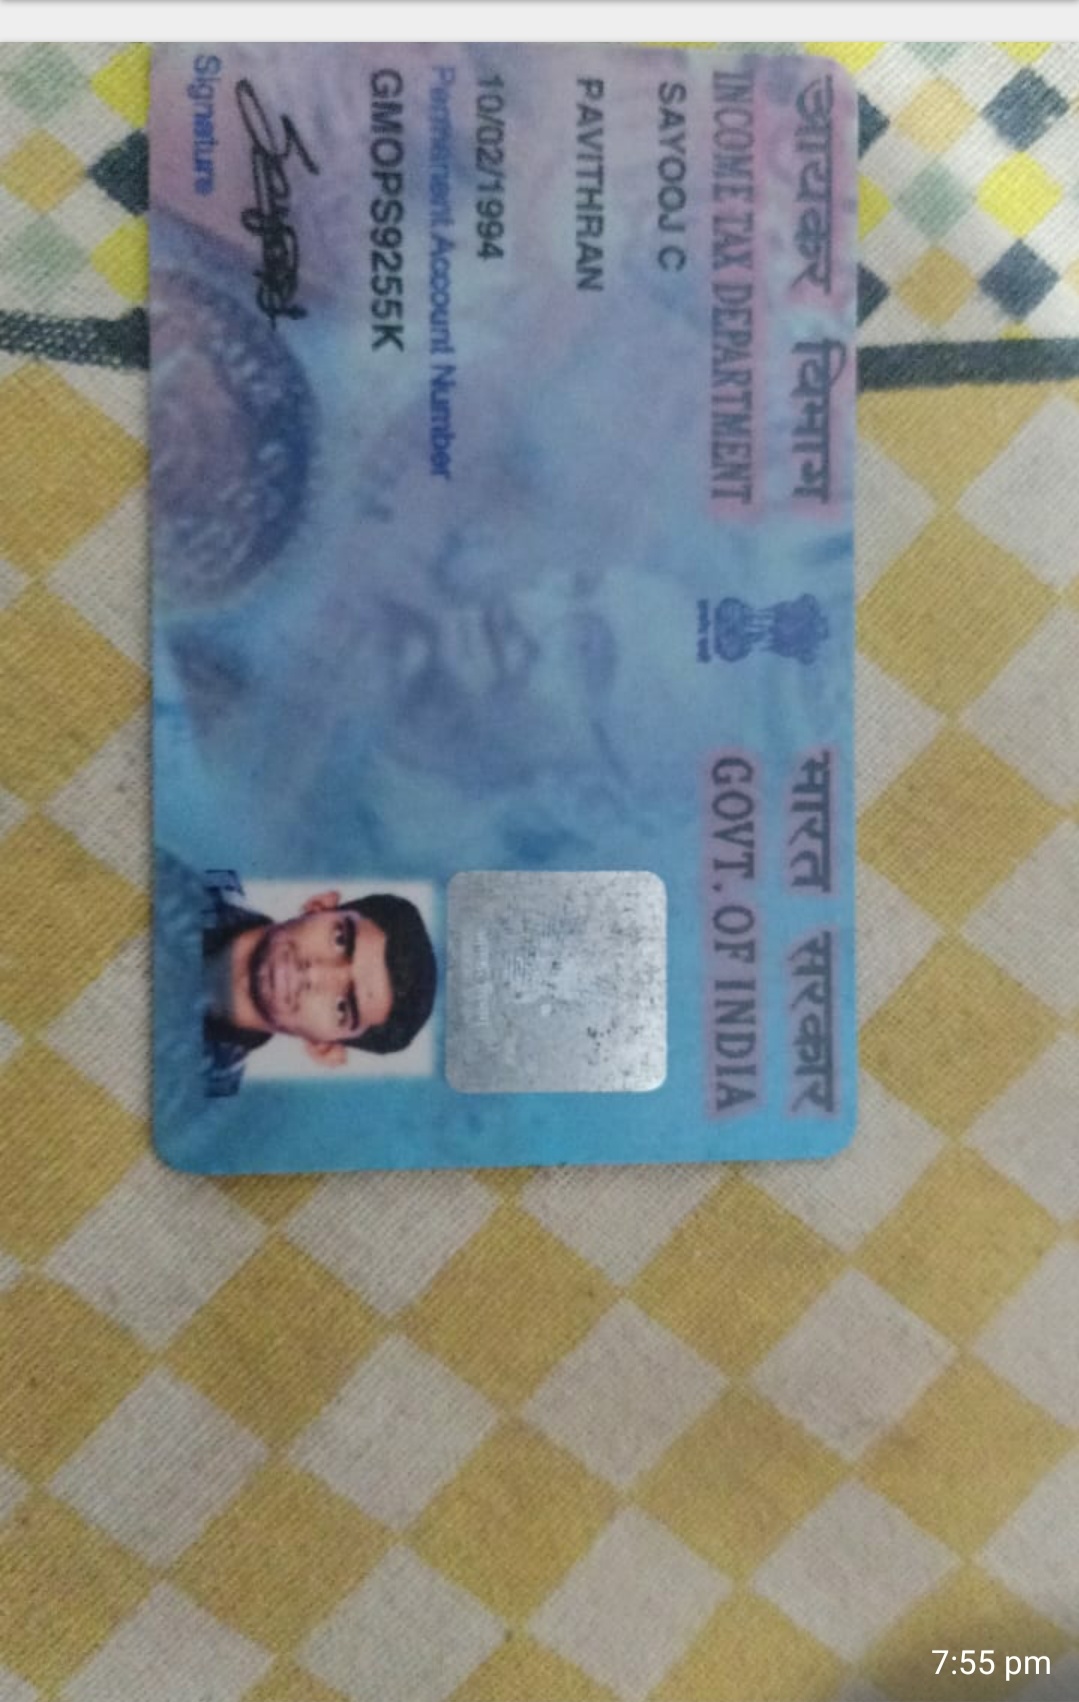 आयकर विभाग भारत सरकार
INCOME TAX DEPARTMENT GOVT. OF INDIA
SAYOOJ C
PAVITHRAN
10/02/1994
Permanent Account Number
GMOPS9255K
Signature
7:55 pm